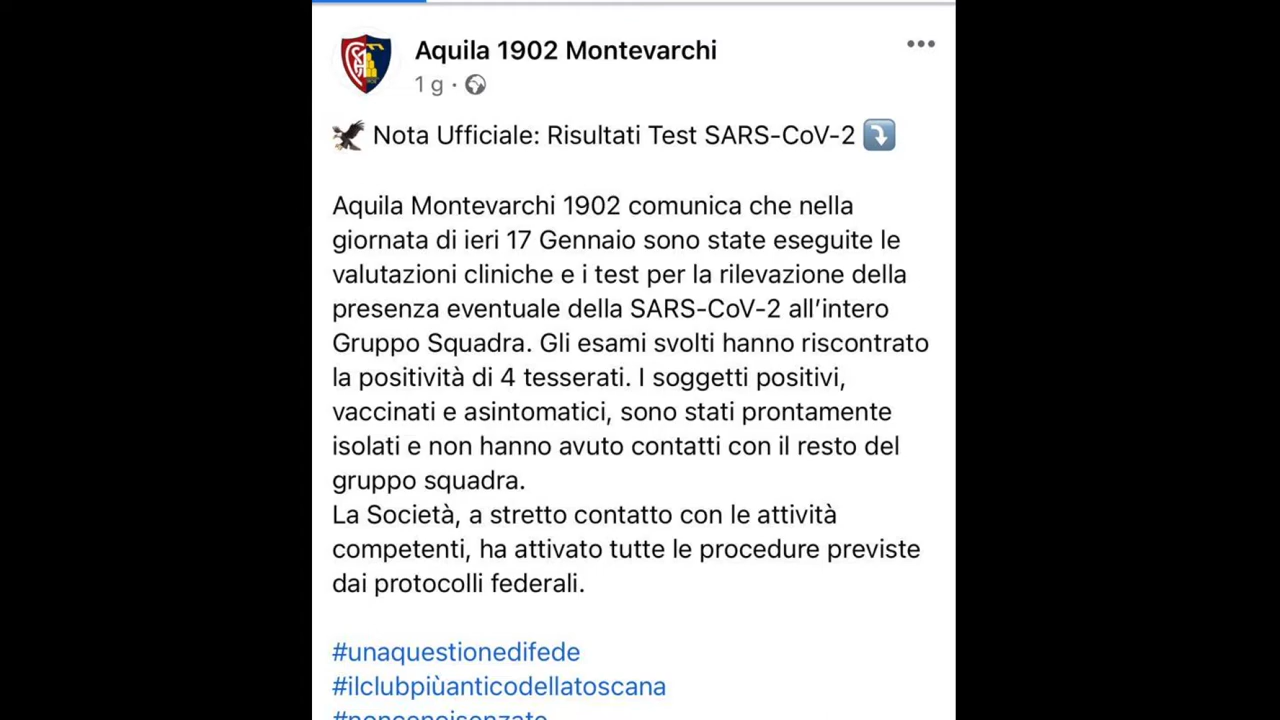 Aquila 1902 Montevarchi
1 g ·
Nota Ufficiale: Risultati Test SARS-CoV-2
Aquila Montevarchi 1902 comunica che nella
giornata di ieri 17 Gennaio sono state eseguite le
valutazioni cliniche e i test per la rilevazione della
presenza eventuale della SARS-CoV-2 all’intero
Gruppo Squadra. Gli esami svolti hanno riscontrato
la positività di 4 tesserati. I soggetti positivi,
vaccinati e asintomatici, sono stati prontamente
isolati e non hanno avuto contatti con il resto del
gruppo squadra.
La Società, a stretto contatto con le attività
competenti, ha attivato tutte le procedure previste
dai protocolli federali.
#unaquestionedifede
#ilclubpiùanticodellatoscana